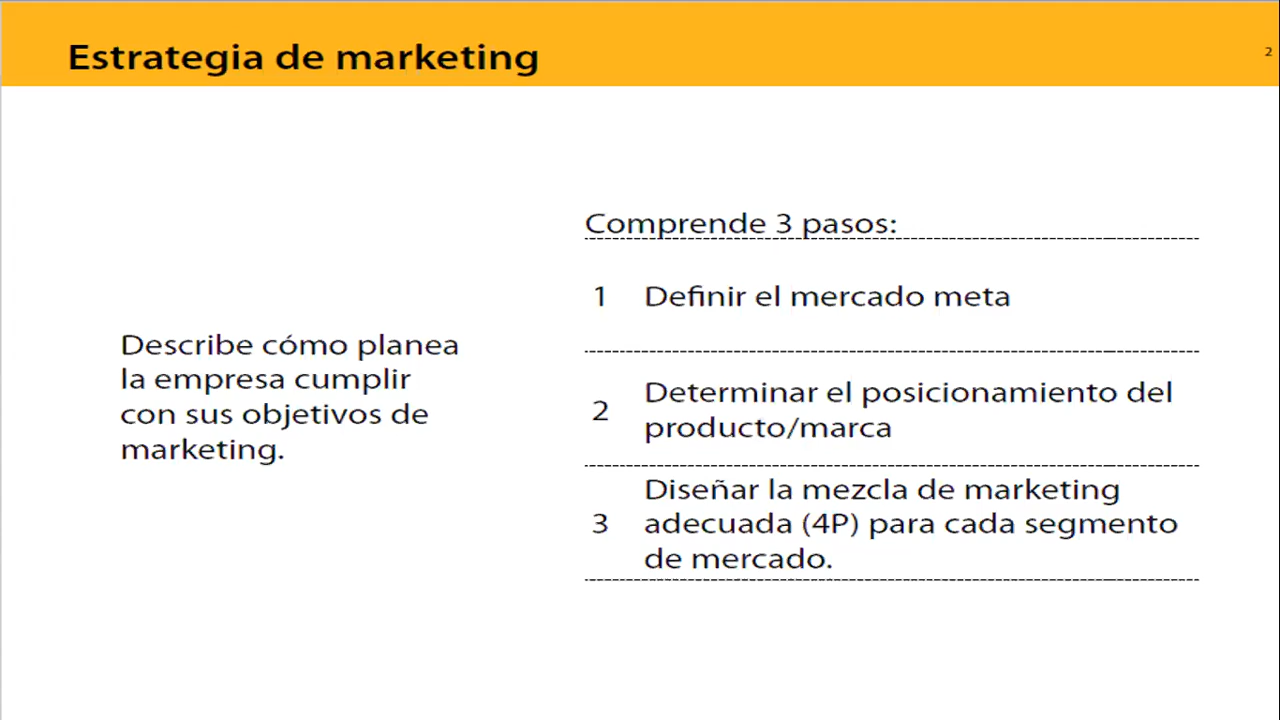 Estrategia de marketing
2
Describe cómo planea
la empresa cumplir
con sus objetivos de
marketing.
Comprende 3 pasos:
1 Definir el mercado meta
2 Determinar el posicionamiento del
producto/marca
3 Diseñar la mezcla de marketing
adecuada (4P) para cada segmento
de mercado.